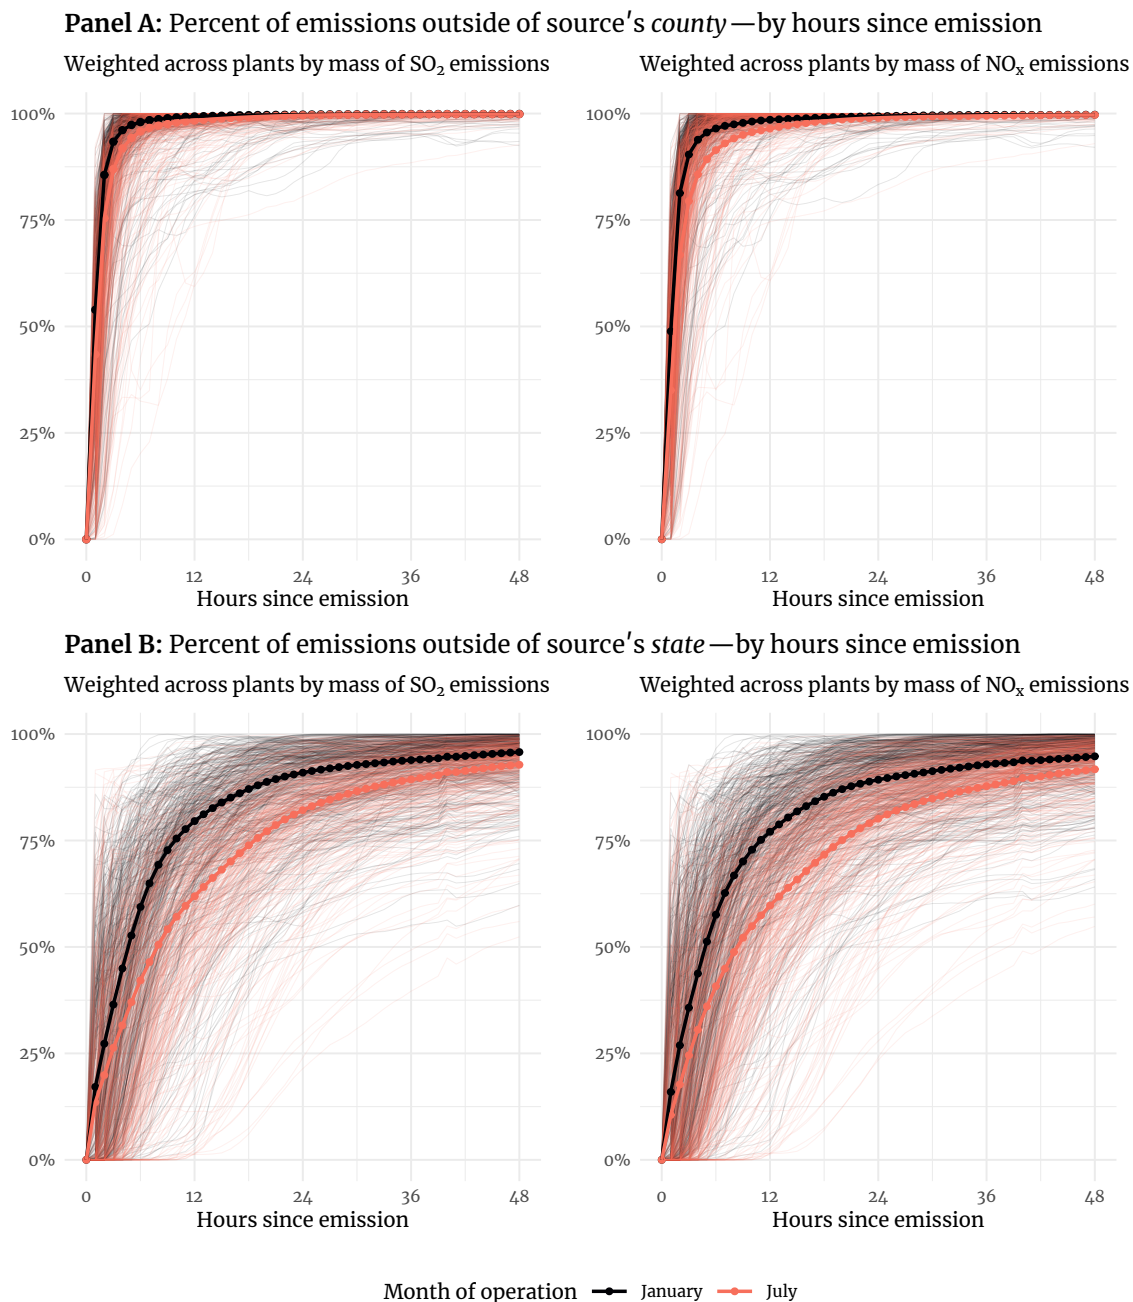 Panel A: Percent of emissions outside of source's county—by hours since emission
Weighted across plants by mass of SO₂ emissions
Weighted across plants by mass of NOₓ emissions
100%
75%
50%
25%
0%
0 12 24 36 48
Hours since emission
100%
75%
50%
25%
0%
0 12 24 36 48
Hours since emission
Panel B: Percent of emissions outside of source's state—by hours since emission
Weighted across plants by mass of SO₂ emissions
Weighted across plants by mass of NOₓ emissions
100%
75%
50%
25%
0%
0 12 24 36 48
Hours since emission
100%
75%
50%
25%
0%
0 12 24 36 48
Hours since emission
Month of operation January July